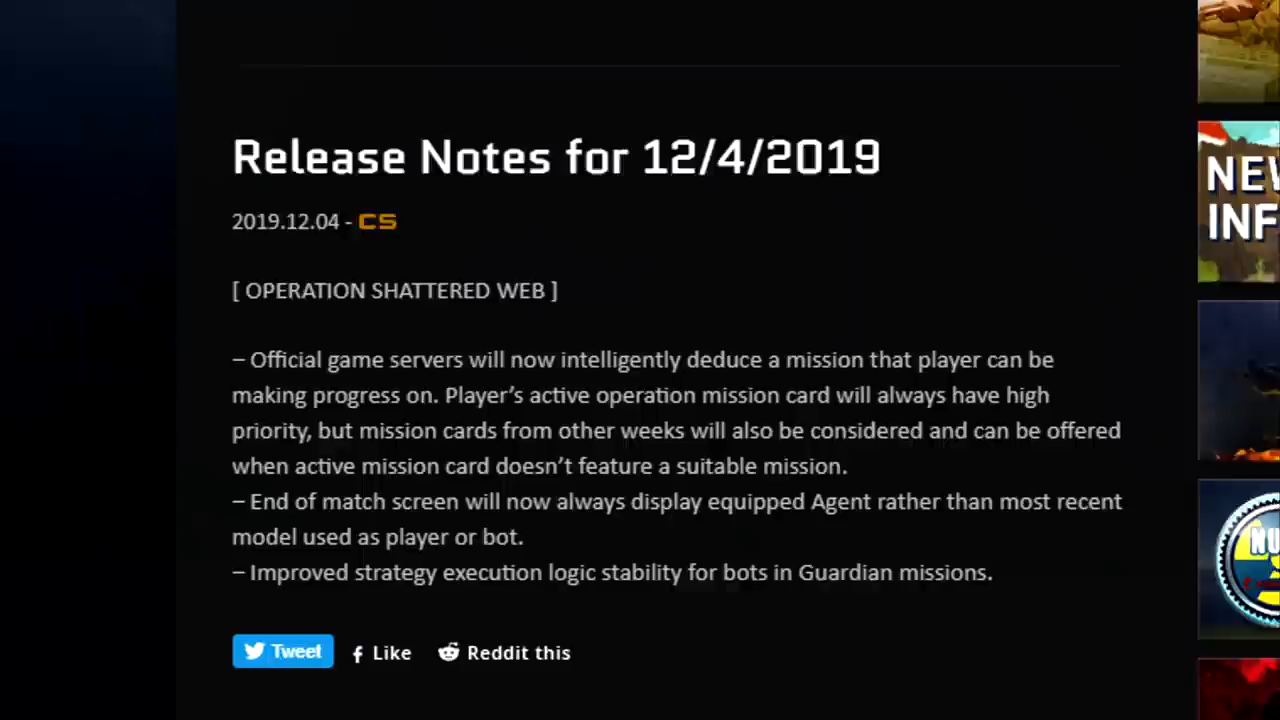 Release Notes for 12/4/2019
2019.12.04 - CS
[ OPERATION SHATTERED WEB ]
– Official game servers will now intelligently deduce a mission that player can be
making progress on. Player’s active operation mission card will always have high
priority, but mission cards from other weeks will also be considered and can be offered
when active mission card doesn’t feature a suitable mission.
– End of match screen will now always display equipped Agent rather than most recent
model used as player or bot.
– Improved strategy execution logic stability for bots in Guardian missions.
Tweet Like Reddit this